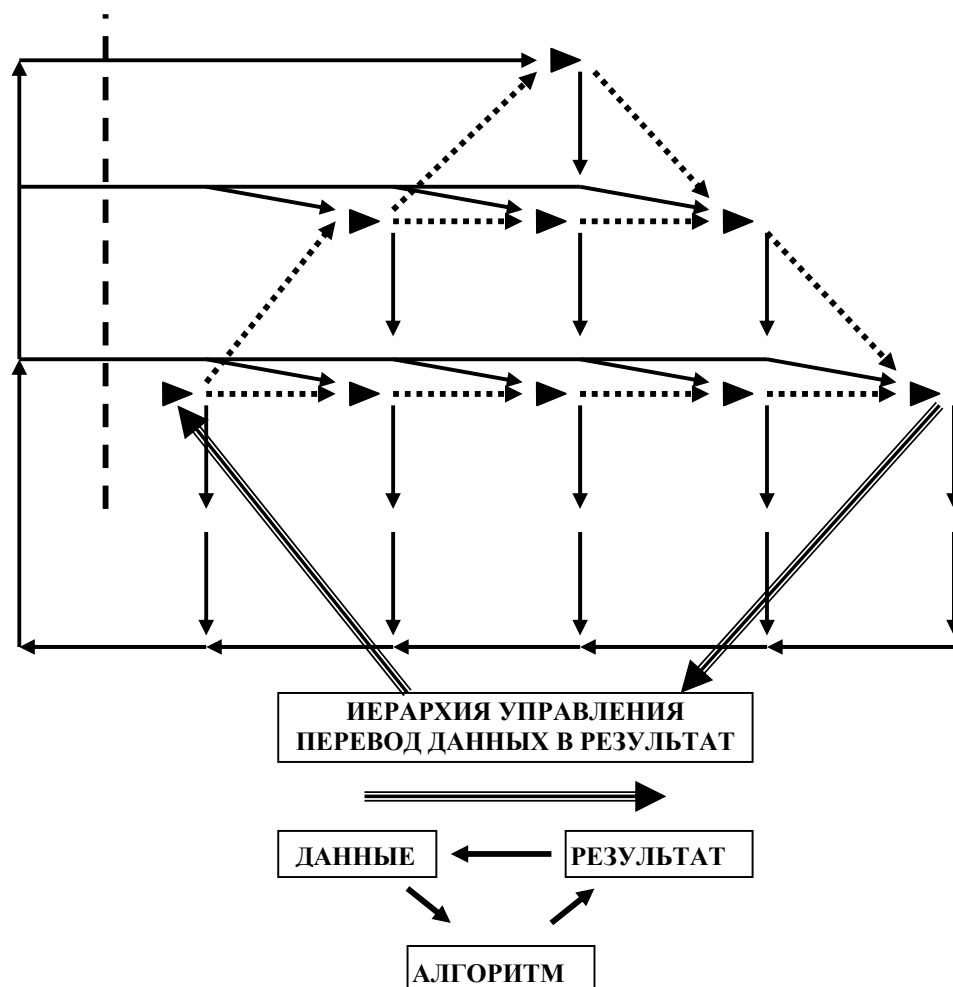 ИЕРАРХИЯ УПРАВЛЕНИЯ
ПЕРЕВОД ДАННЫХ В РЕЗУЛЬТАТ
ДАННЫЕ
РЕЗУЛЬТАТ
АЛГОРИТМ